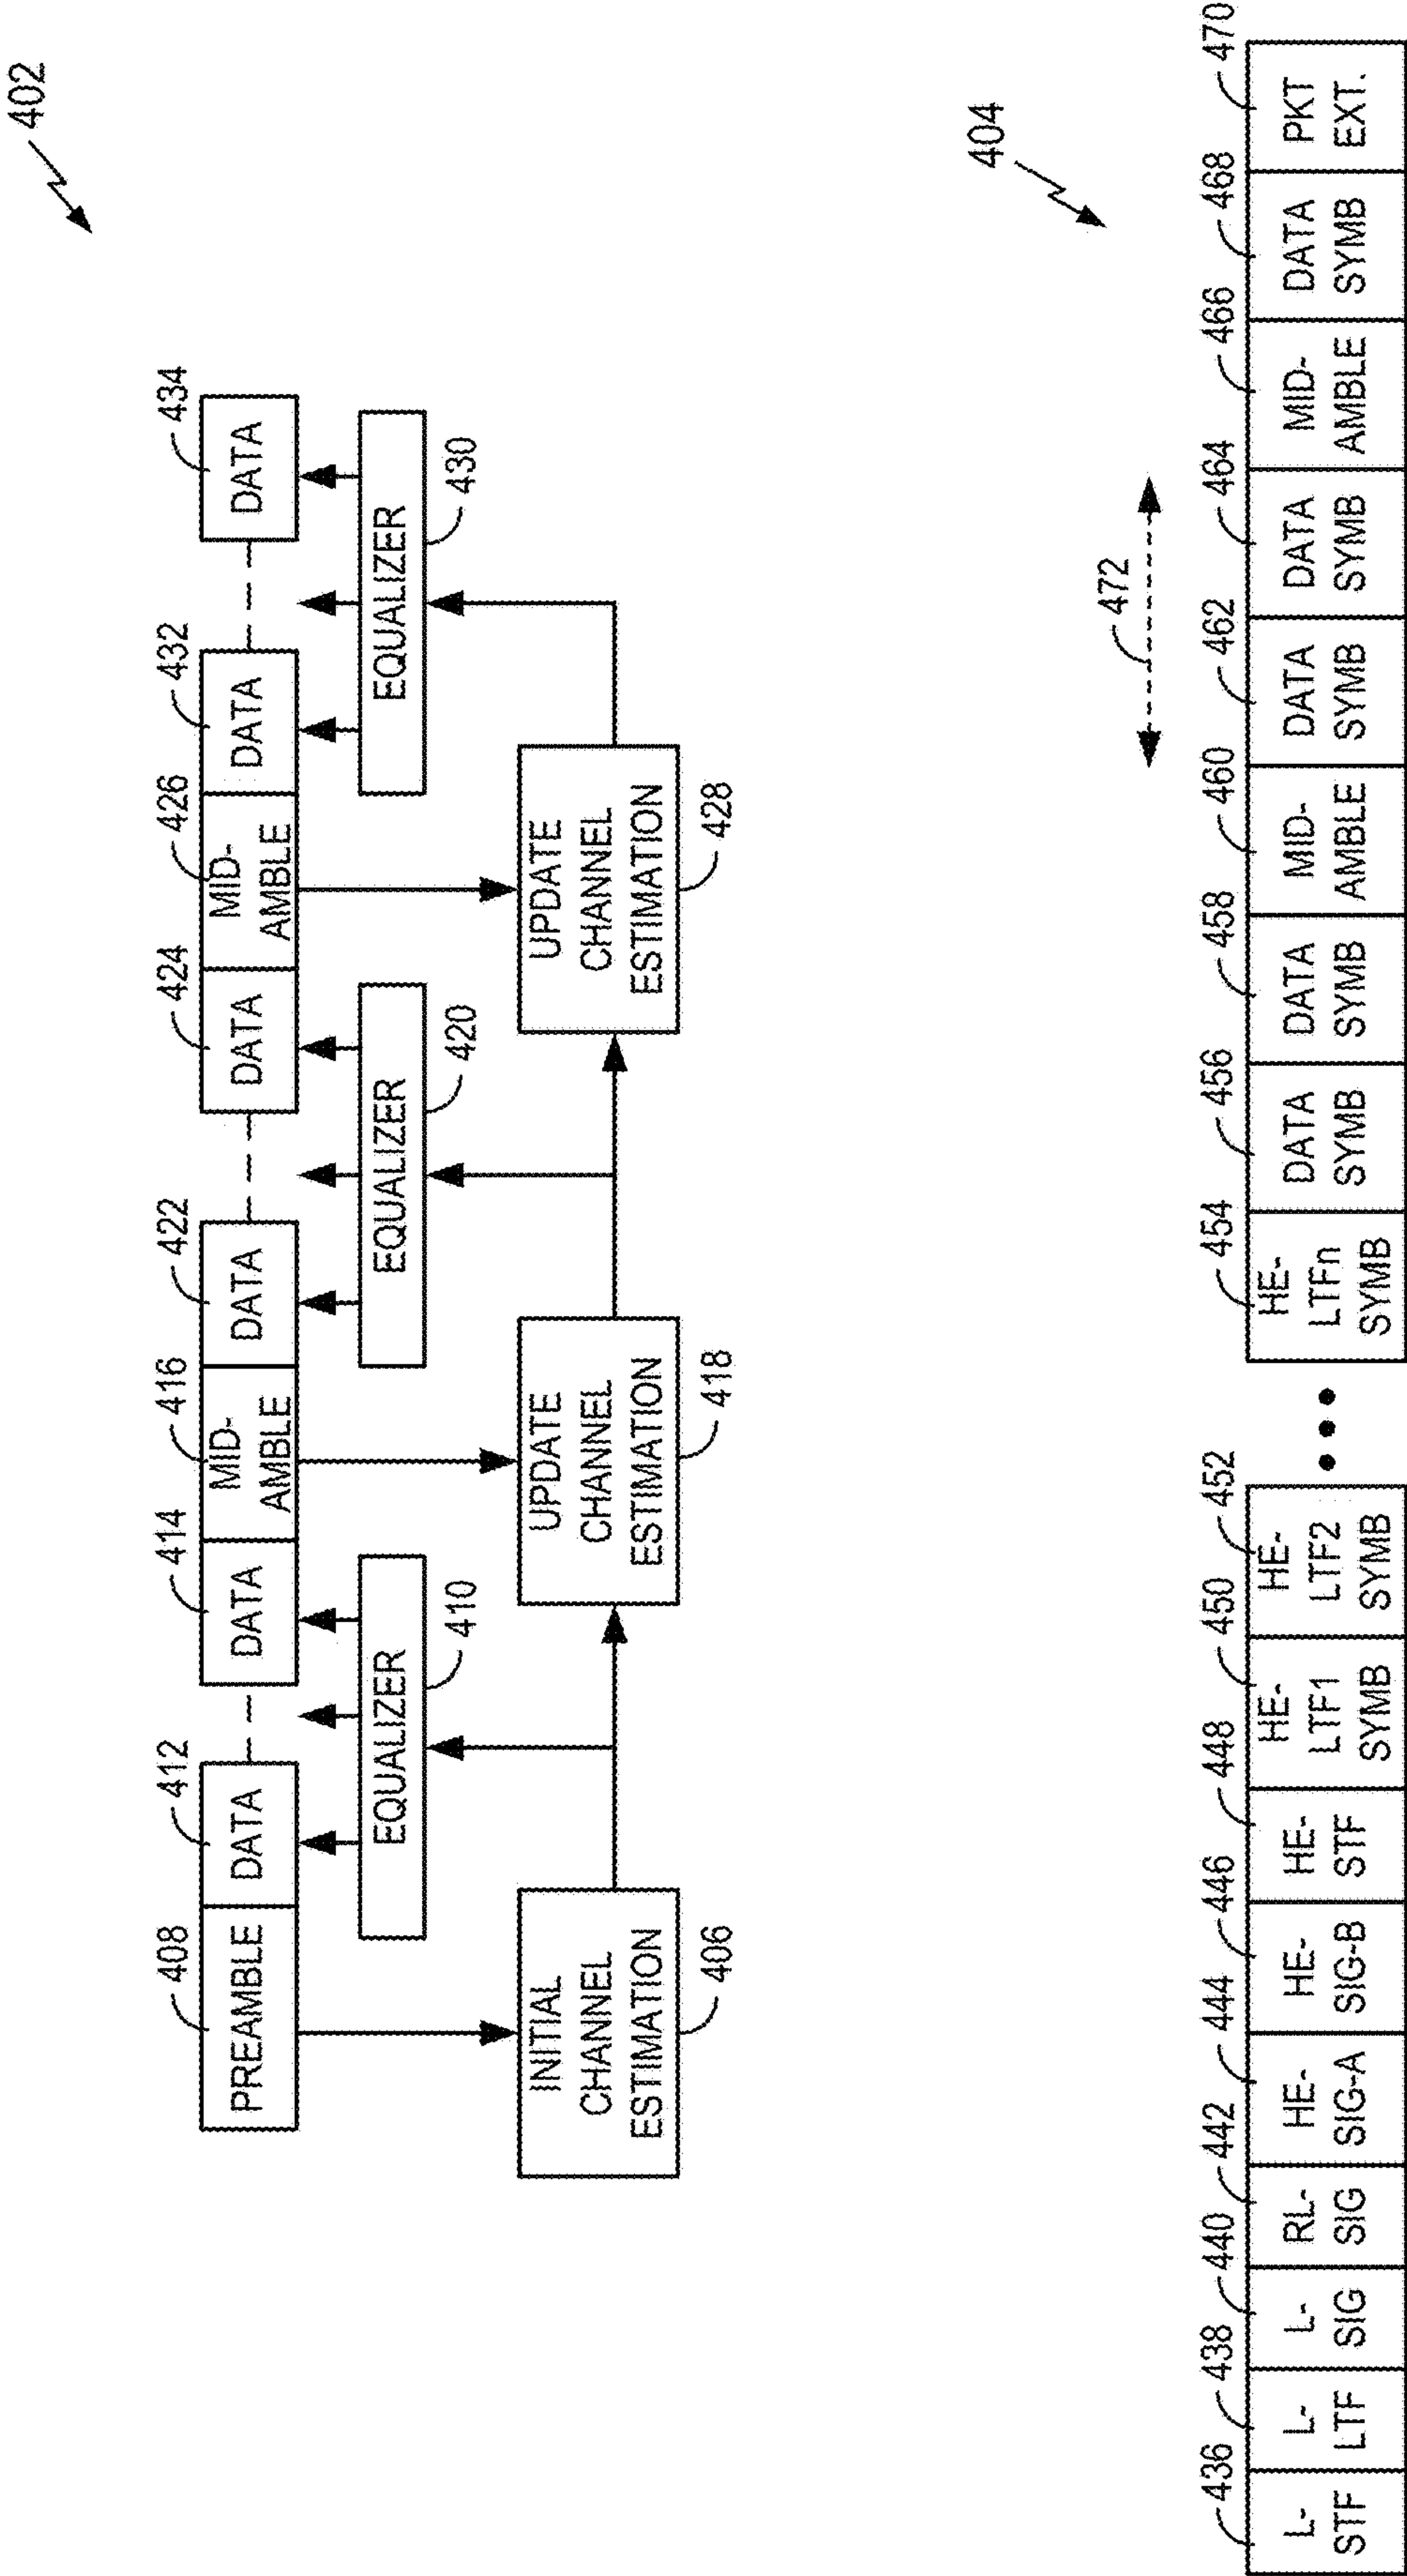 402
408
412
414
416
422
424
426
432
434
PREAMBLE
DATA
DATA
MID-
AMBLE
DATA
DATA
MID-
AMBLE
DATA
DATA
EQUALIZER
EQUALIZER
EQUALIZER
410
420
430
INITIAL
CHANNEL
ESTIMATION
UPDATE
CHANNEL
ESTIMATION
UPDATE
CHANNEL
ESTIMATION
406
418
428
404
472
436
438
440
442
444
446
448
450
452
454
456
458
460
462
464
466
468
470
L-
STF
L-
LTF
L-
SIG
RL-
SIG
HE-
SIG-A
HE-
SIG-B
HE-
STF
HE-
LTF1
SYMB
HE-
LTF2
SYMB
HE-
LTFn
SYMB
DATA
SYMB
DATA
SYMB
MID-
AMBLE
DATA
SYMB
DATA
SYMB
MID-
AMBLE
DATA
SYMB
PKT
EXT.